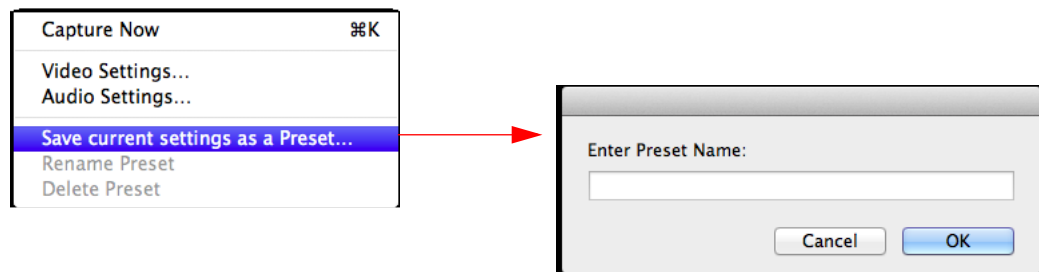 Capture Now ⌘K
Video Settings...
Audio Settings...
Save current settings as a Preset...
Rename Preset
Delete Preset
Enter Preset Name:
Cancel OK